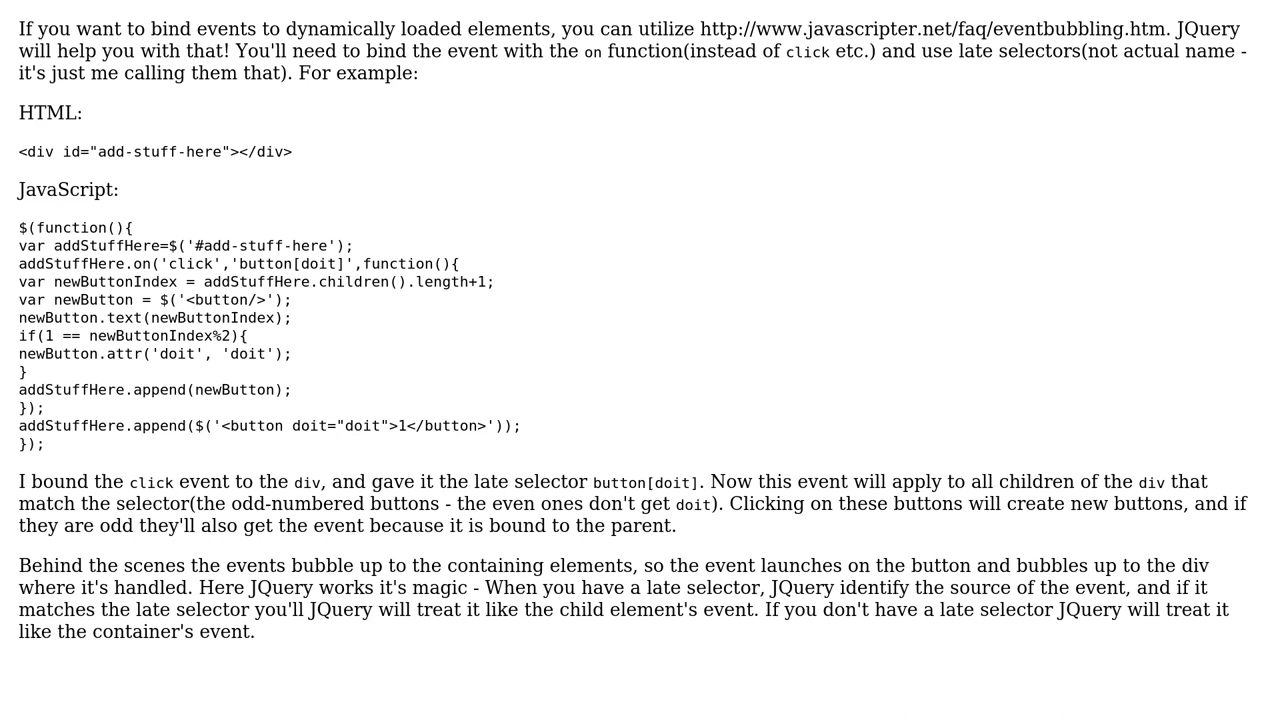 If you want to bind events to dynamically loaded elements, you can utilize http://www.javascripter.net/faq/eventbubbling.htm. JQuery
will help you with that! You'll need to bind the event with the on function(instead of click etc.) and use late selectors(not actual name -
it's just me calling them that). For example:
HTML:
<div id="add-stuff-here"></div>
JavaScript:
$(function(){
var addStuffHere=$('#add-stuff-here');
addStuffHere.on('click','button[doit]',function(){
var newButtonIndex = addStuffHere.children().length+1;
var newButton = $('<button/>');
newButton.text(newButtonIndex);
if(1 == newButtonIndex%2){
newButton.attr('doit', 'doit');
}
addStuffHere.append(newButton);
});
addStuffHere.append($('<button doit="doit">1</button>'));
});
I bound the click event to the div, and gave it the late selector button[doit]. Now this event will apply to all children of the div that
match the selector(the odd-numbered buttons - the even ones don't get doit). Clicking on these buttons will create new buttons, and if
they are odd they'll also get the event because it is bound to the parent.
Behind the scenes the events bubble up to the containing elements, so the event launches on the button and bubbles up to the div
where it's handled. Here JQuery works it's magic - When you have a late selector, JQuery identify the source of the event, and if it
matches the late selector you'll JQuery will treat it like the child element's event. If you don't have a late selector JQuery will treat it
like the container's event.